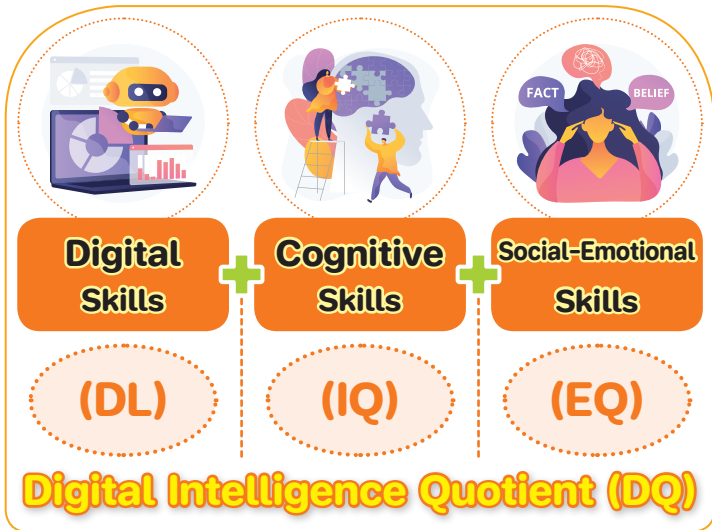 FACT
BELIEF
Digital
Skills
+
Cognitive
Skills
+
Social-Emotional
Skills
(DL)
(IQ)
(EQ)
Digital Intelligence Quotient (DQ)